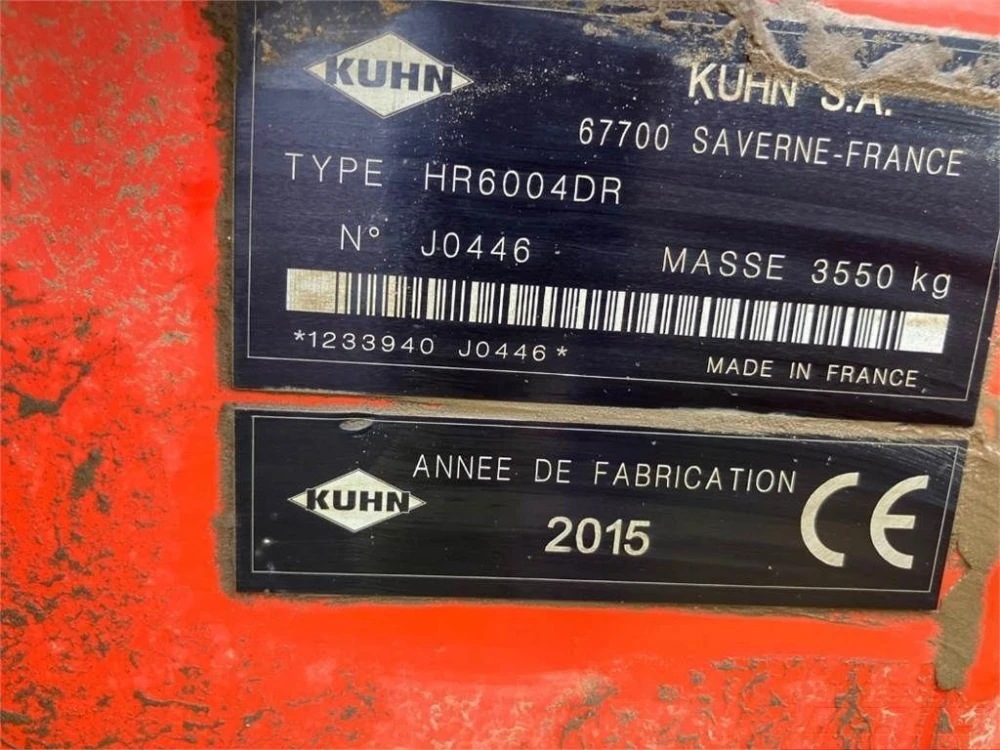 KUHN
KUHN S.A.
67700 SAVERNE-FRANCE
TYPE HR6004DR
N° J0446 MASSE 3550 kg
*1233940 J0446*
MADE IN FRANCE
KUHN
ANNEE DE FABRICATION
2015
CE